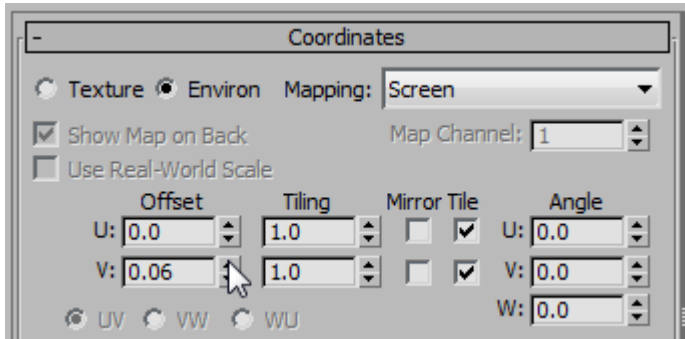 - Coordinates
Texture Environ Mapping: Screen
Show Map on Back Map Channel: 1
Use Real-World Scale
Offset Tiling Mirror Tile Angle
U: 0.0 1.0 U: 0.0
V: 0.06 1.0 V: 0.0
W: 0.0
UV VW WU